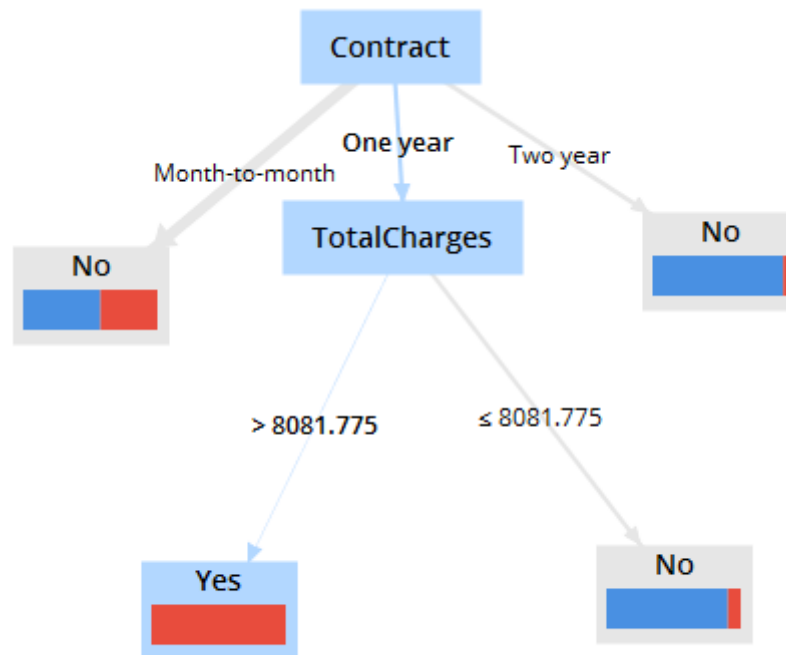 Contract
One year
Two year
Month-to-month
TotalCharges
No
No
> 8081.775
≤ 8081.775
Yes
No